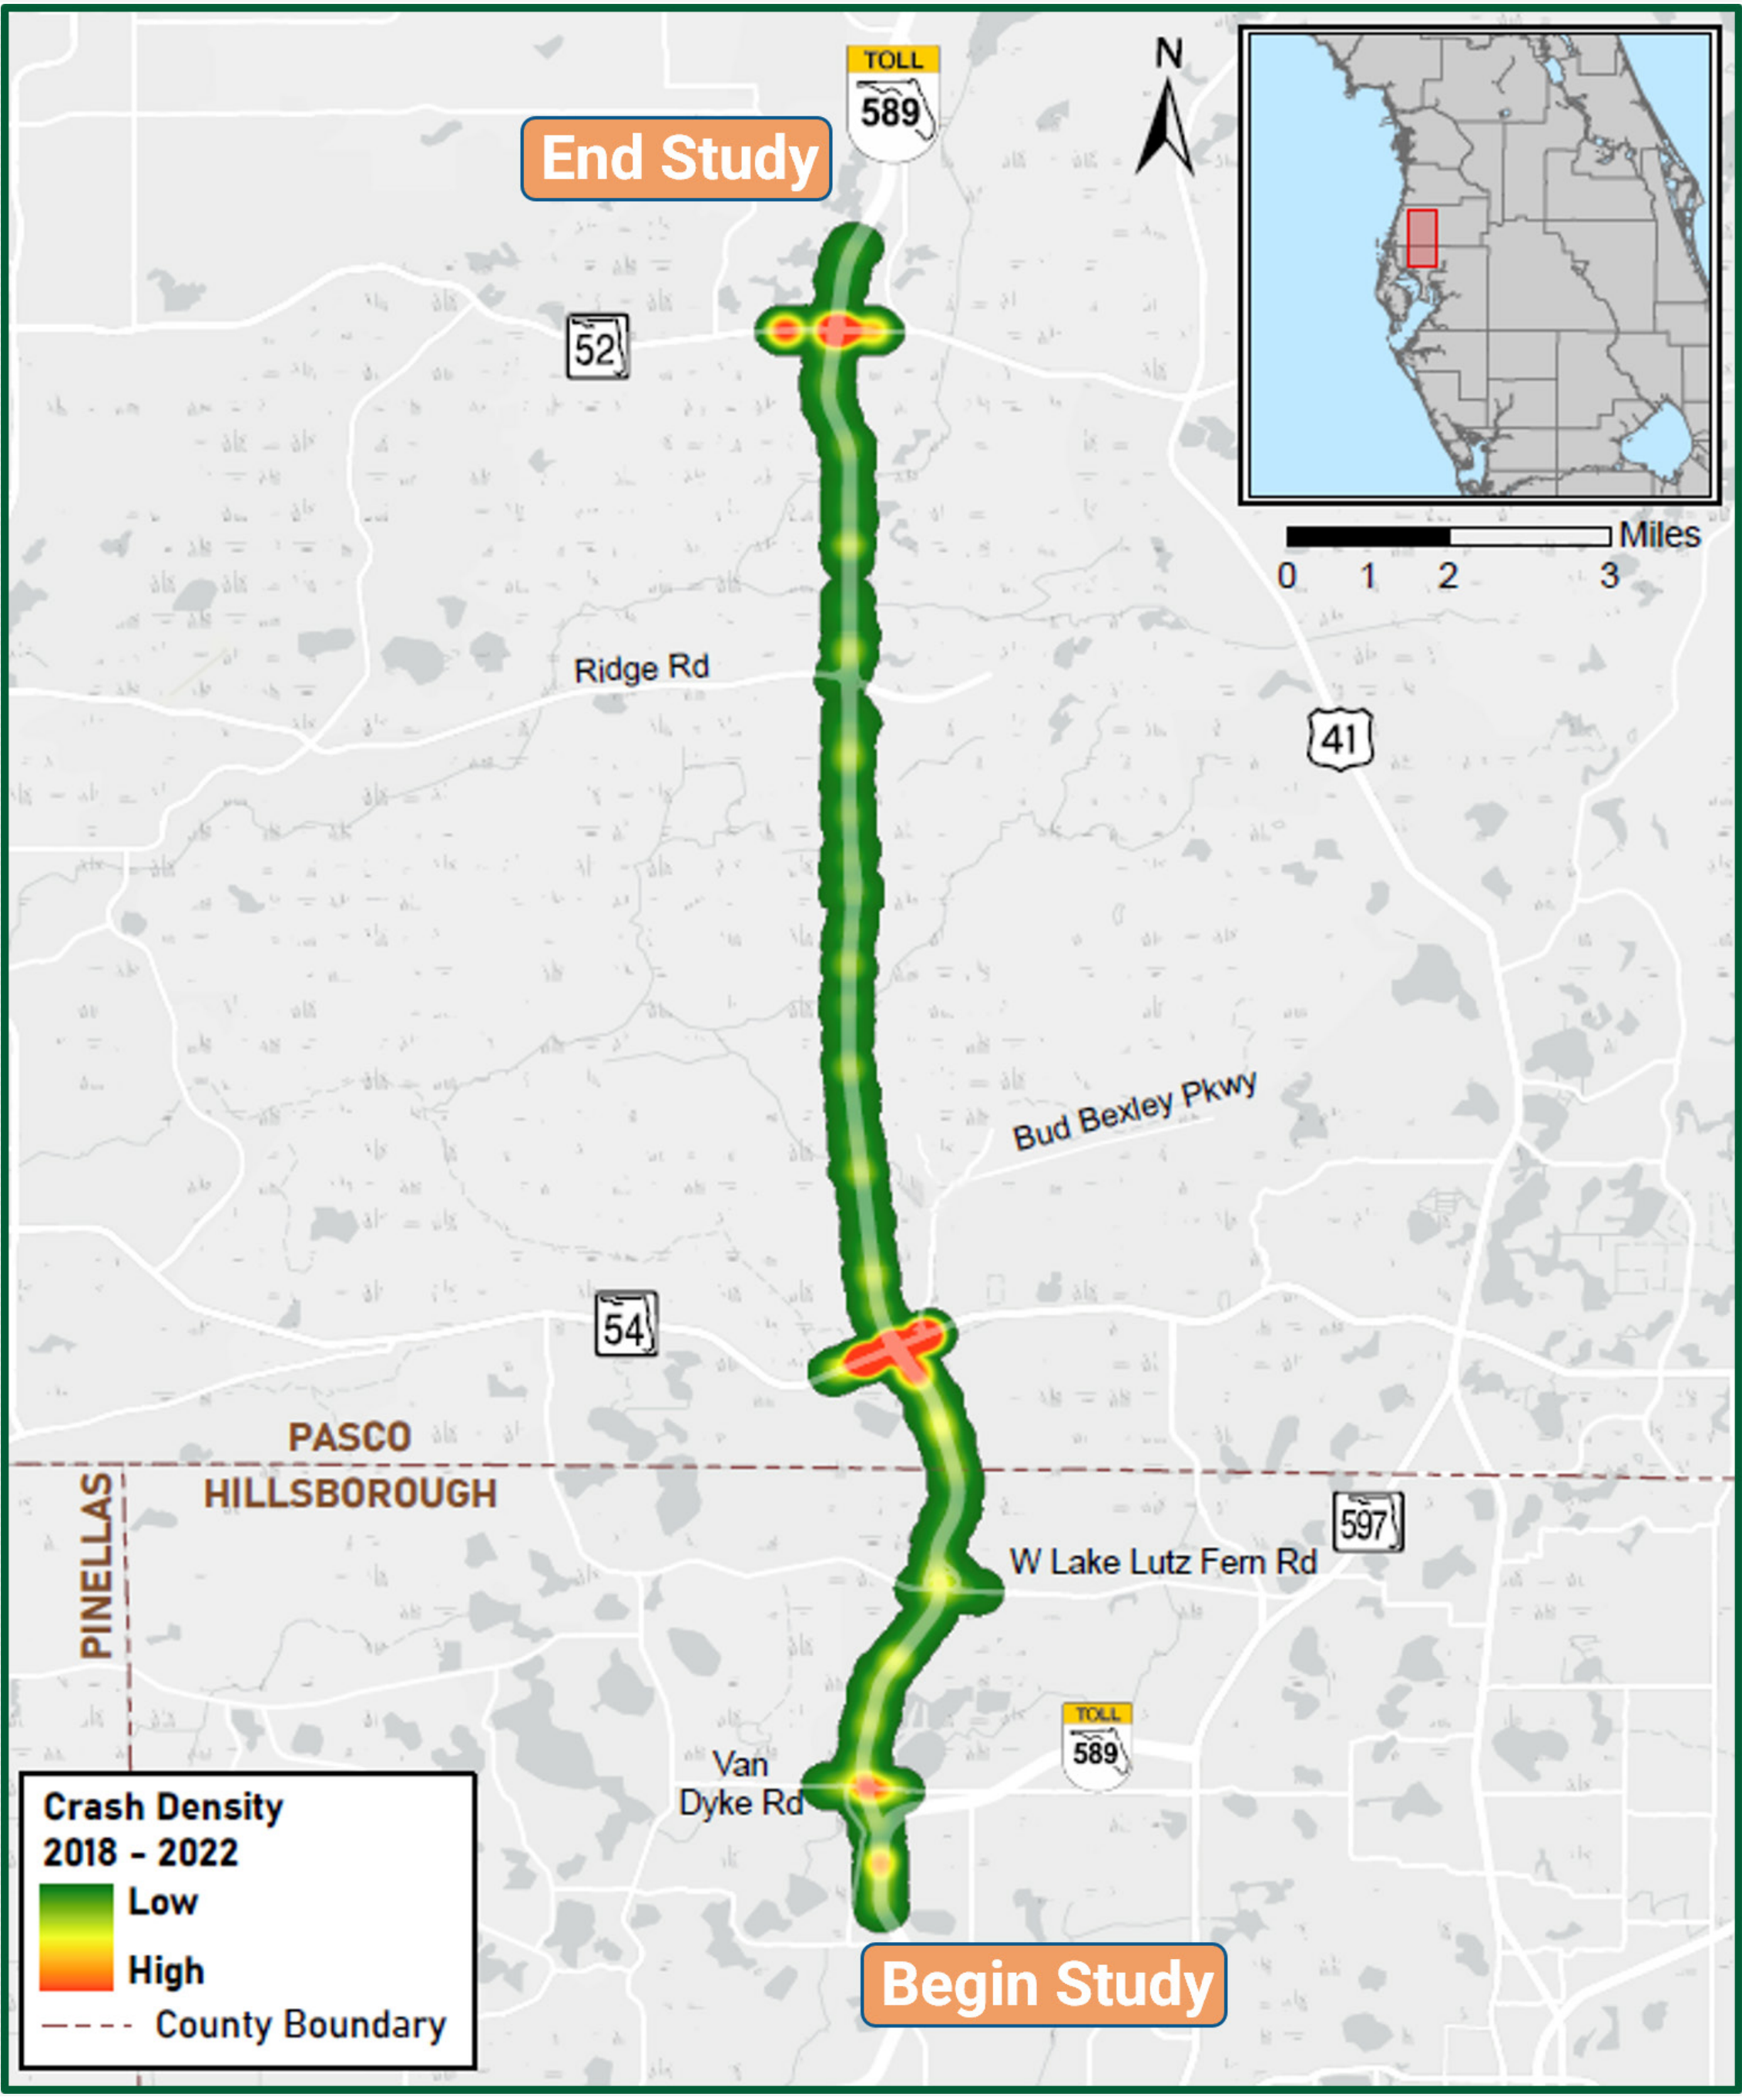 TOLL
589
N
End Study
52
Miles
0 1 2 3
Ridge Rd
41
Bud Bexley Pkwy
54
PASCO
HILLSBOROUGH
PINELLAS
597
W Lake Lutz Fern Rd
TOLL
589
Van
Dyke Rd
Crash Density
2018 - 2022
Low
High
County Boundary
Begin Study